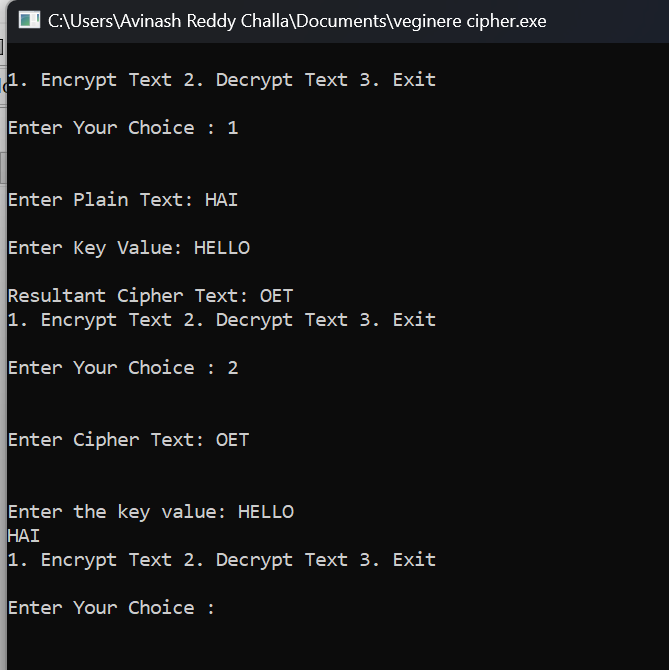 C:\Users\Avinash Reddy Challa\Documents\veginere cipher.exe
1. Encrypt Text 2. Decrypt Text 3. Exit
Enter Your Choice : 1
Enter Plain Text: HAI
Enter Key Value: HELLO
Resultant Cipher Text: OET
1. Encrypt Text 2. Decrypt Text 3. Exit
Enter Your Choice : 2
Enter Cipher Text: OET
Enter the key value: HELLO
HAI
1. Encrypt Text 2. Decrypt Text 3. Exit
Enter Your Choice :